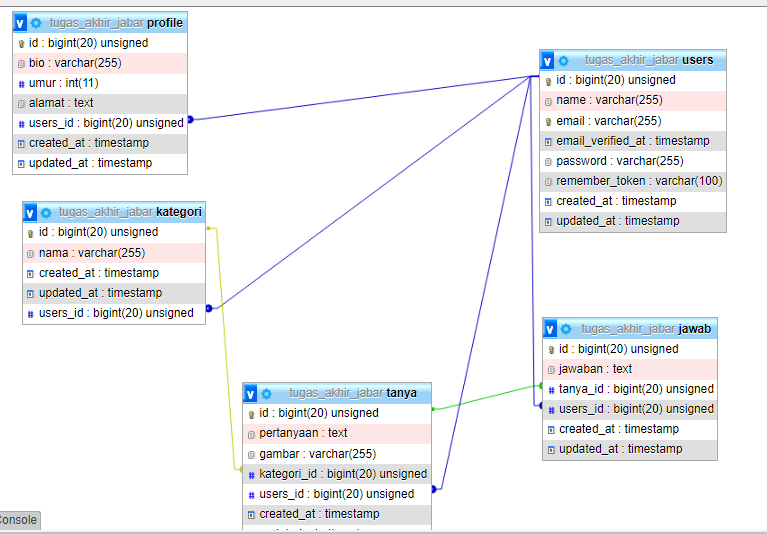 tugas_akhir_jabar profile
id : bigint(20) unsigned
bio : varchar(255)
umur : int(11)
alamat : text
users_id : bigint(20) unsigned
created_at : timestamp
updated_at : timestamp
tugas_akhir_jabar users
id : bigint(20) unsigned
name : varchar(255)
email : varchar(255)
email_verified_at : timestamp
password : varchar(255)
remember_token : varchar(100)
created_at : timestamp
updated_at : timestamp
tugas_akhir_jabar kategori
id : bigint(20) unsigned
nama : varchar(255)
created_at : timestamp
updated_at : timestamp
users_id : bigint(20) unsigned
tugas_akhir_jabar jawab
id : bigint(20) unsigned
jawaban : text
tanya_id : bigint(20) unsigned
users_id : bigint(20) unsigned
created_at : timestamp
updated_at : timestamp
tugas_akhir_jabar tanya
id : bigint(20) unsigned
pertanyaan : text
gambar : varchar(255)
kategori_id : bigint(20) unsigned
users_id : bigint(20) unsigned
created_at : timestamp
Console